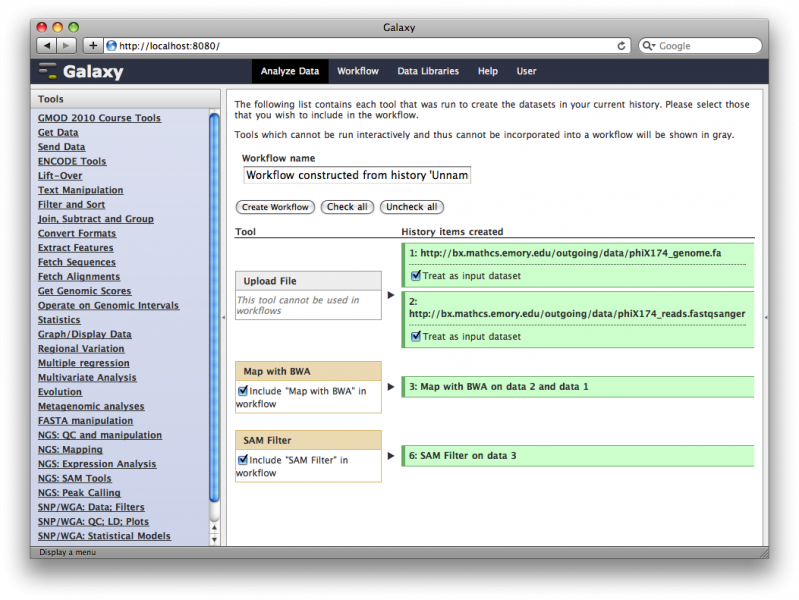 Galaxy
http://localhost:8080/
Google
Galaxy
Analyze Data Workflow Data Libraries Help User
Tools
GMOD 2010 Course Tools
Get Data
Send Data
ENCODE Tools
Lift-Over
Text Manipulation
Filter and Sort
Join, Subtract and Group
Convert Formats
Extract Features
Fetch Sequences
Fetch Alignments
Get Genomic Scores
Operate on Genomic Intervals
Statistics
Graph/Display Data
Regional Variation
Multiple regression
Multivariate Analysis
Evolution
Metagenomic analyses
FASTA manipulation
NGS: QC and manipulation
NGS: Mapping
NGS: Expression Analysis
NGS: SAM Tools
NGS: Peak Calling
SNP/WGA: Data; Filters
SNP/WGA: QC; LD; Plots
SNP/WGA: Statistical Models
The following list contains each tool that was run to create the datasets in your current history. Please select those
that you wish to include in the workflow.
Tools which cannot be run interactively and thus cannot be incorporated into a workflow will be shown in gray.
Workflow name
Workflow constructed from history 'Unnam
Create Workflow Check all Uncheck all
Tool History items created
Upload File
This tool cannot be used in
workflows
1: http://bx.mathcs.emory.edu/outgoing/data/phiX174_genome.fa
Treat as input dataset
2:
http://bx.mathcs.emory.edu/outgoing/data/phiX174_reads.fastqsanger
Treat as input dataset
Map with BWA
Include "Map with BWA" in
workflow
3: Map with BWA on data 2 and data 1
SAM Filter
Include "SAM Filter" in
workflow
6: SAM Filter on data 3
Display a menu